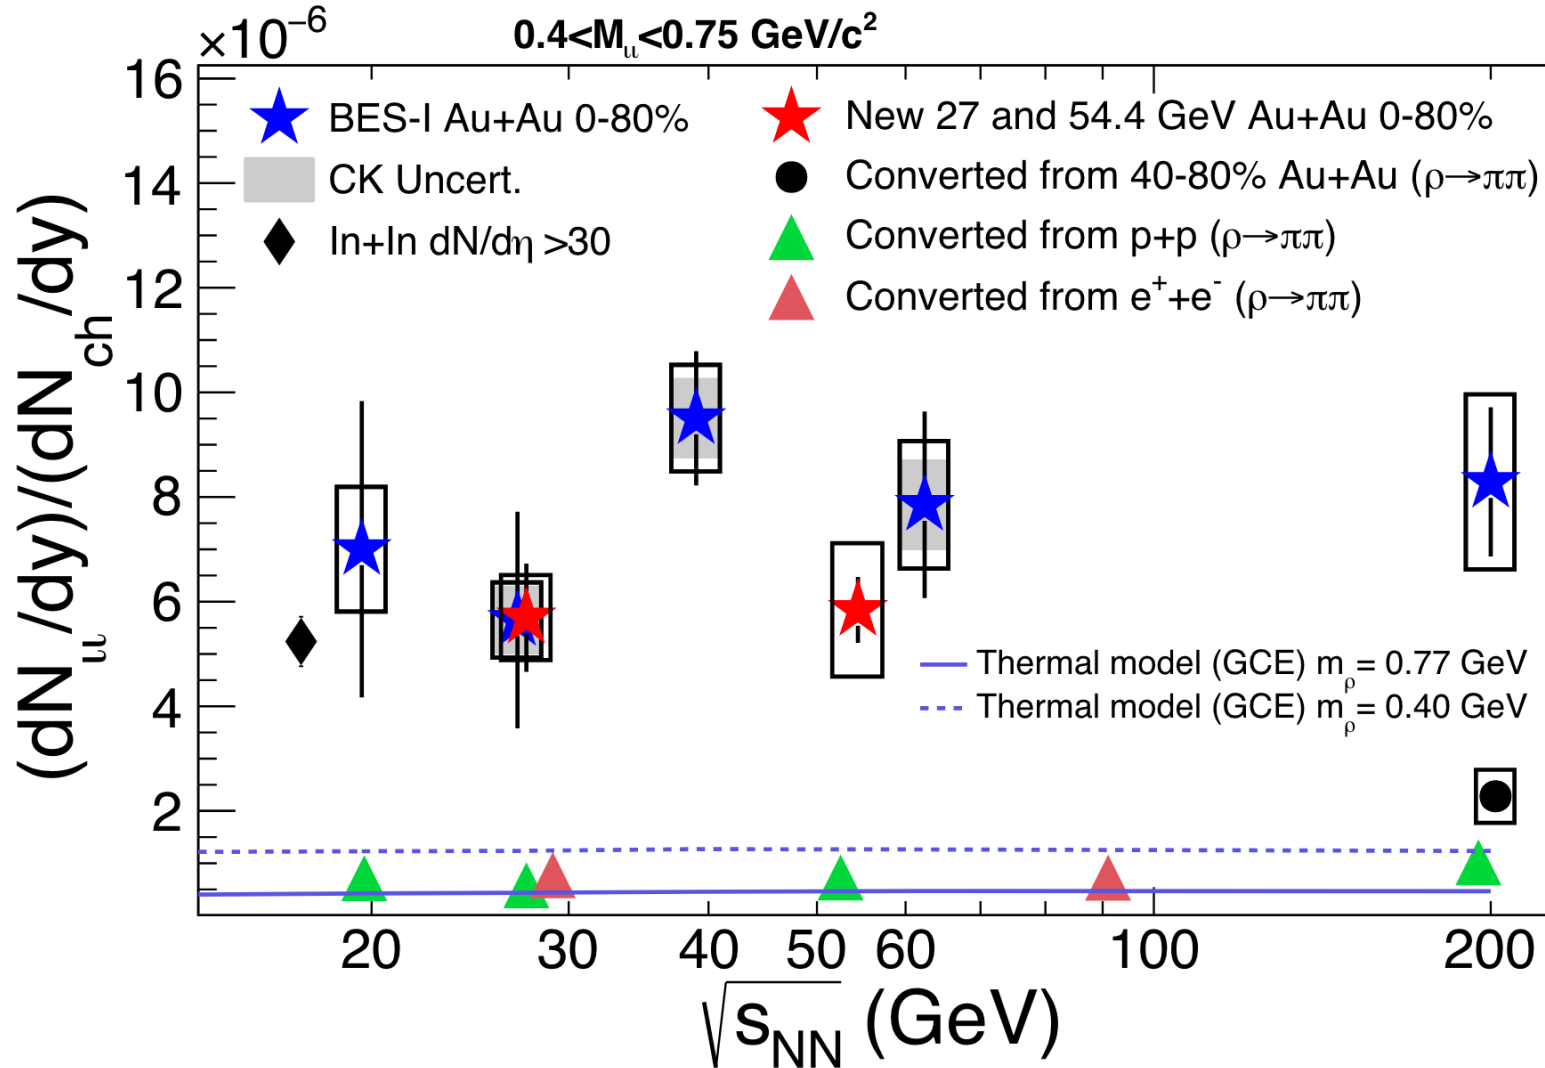 ×10⁻⁶
0.4<Mₗₗ<0.75 GeV/c²
BES-I Au+Au 0-80%
CK Uncert.
In+In dN/dη >30
New 27 and 54.4 GeV Au+Au 0-80%
Converted from 40-80% Au+Au (ρ→ππ)
Converted from p+p (ρ→ππ)
Converted from e⁺+e⁻ (ρ→ππ)
(dNₗₗ/dy)/(dN_ch/dy)
16
14
12
10
8
6
4
2
Thermal model (GCE) m_ρ= 0.77 GeV
Thermal model (GCE) m_ρ= 0.40 GeV
20 30 40 50 60 100 200
√s_NN (GeV)